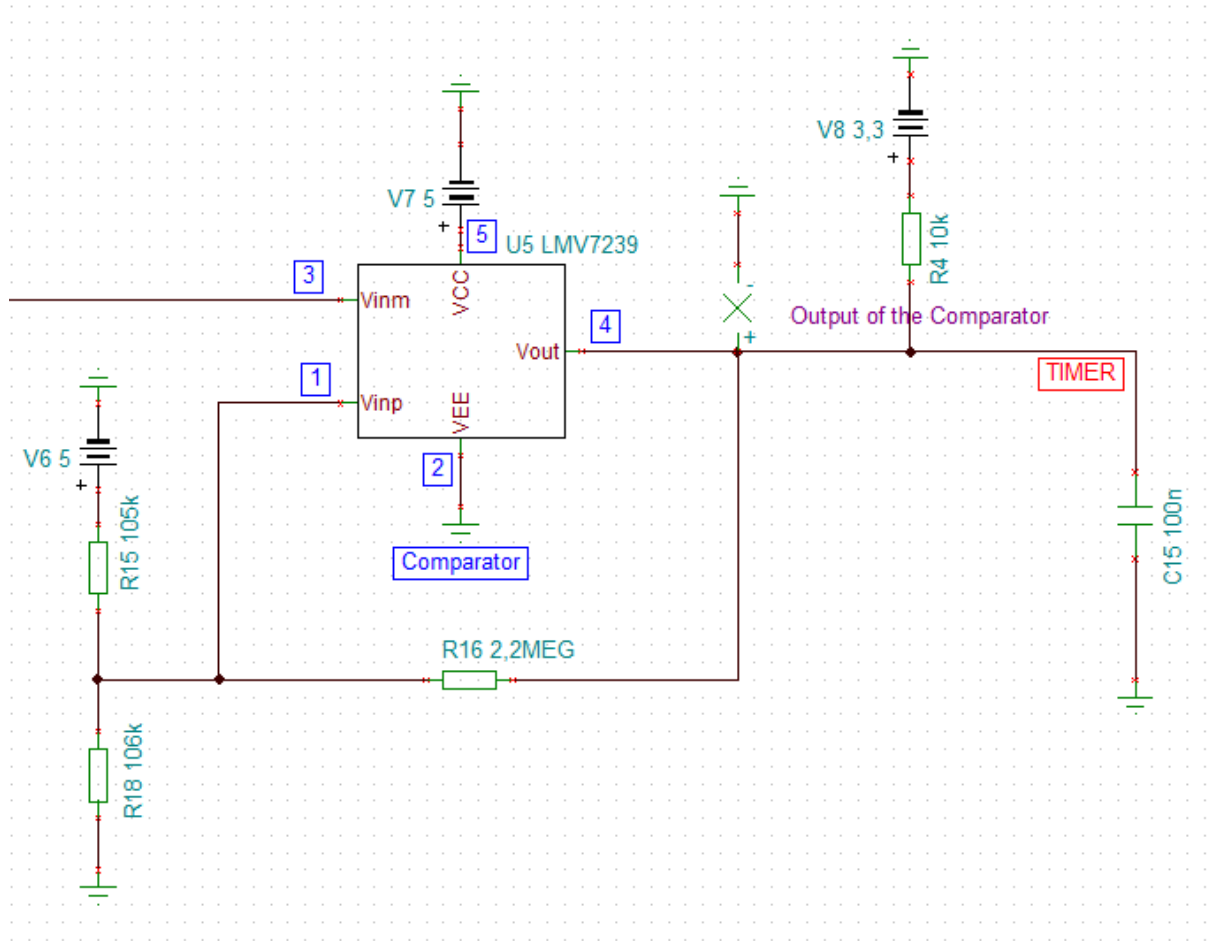 V8 3,3
+
R4 10k
V7 5
+
5
U5 LMV7239
3
Vinm
VCC
-
+
Output of the Comparator
4
Vout
TIMER
1
Vinp
VEE
V6 5
+
2
R15 105k
Comparator
C15 100n
R16 2,2MEG
R18 106k